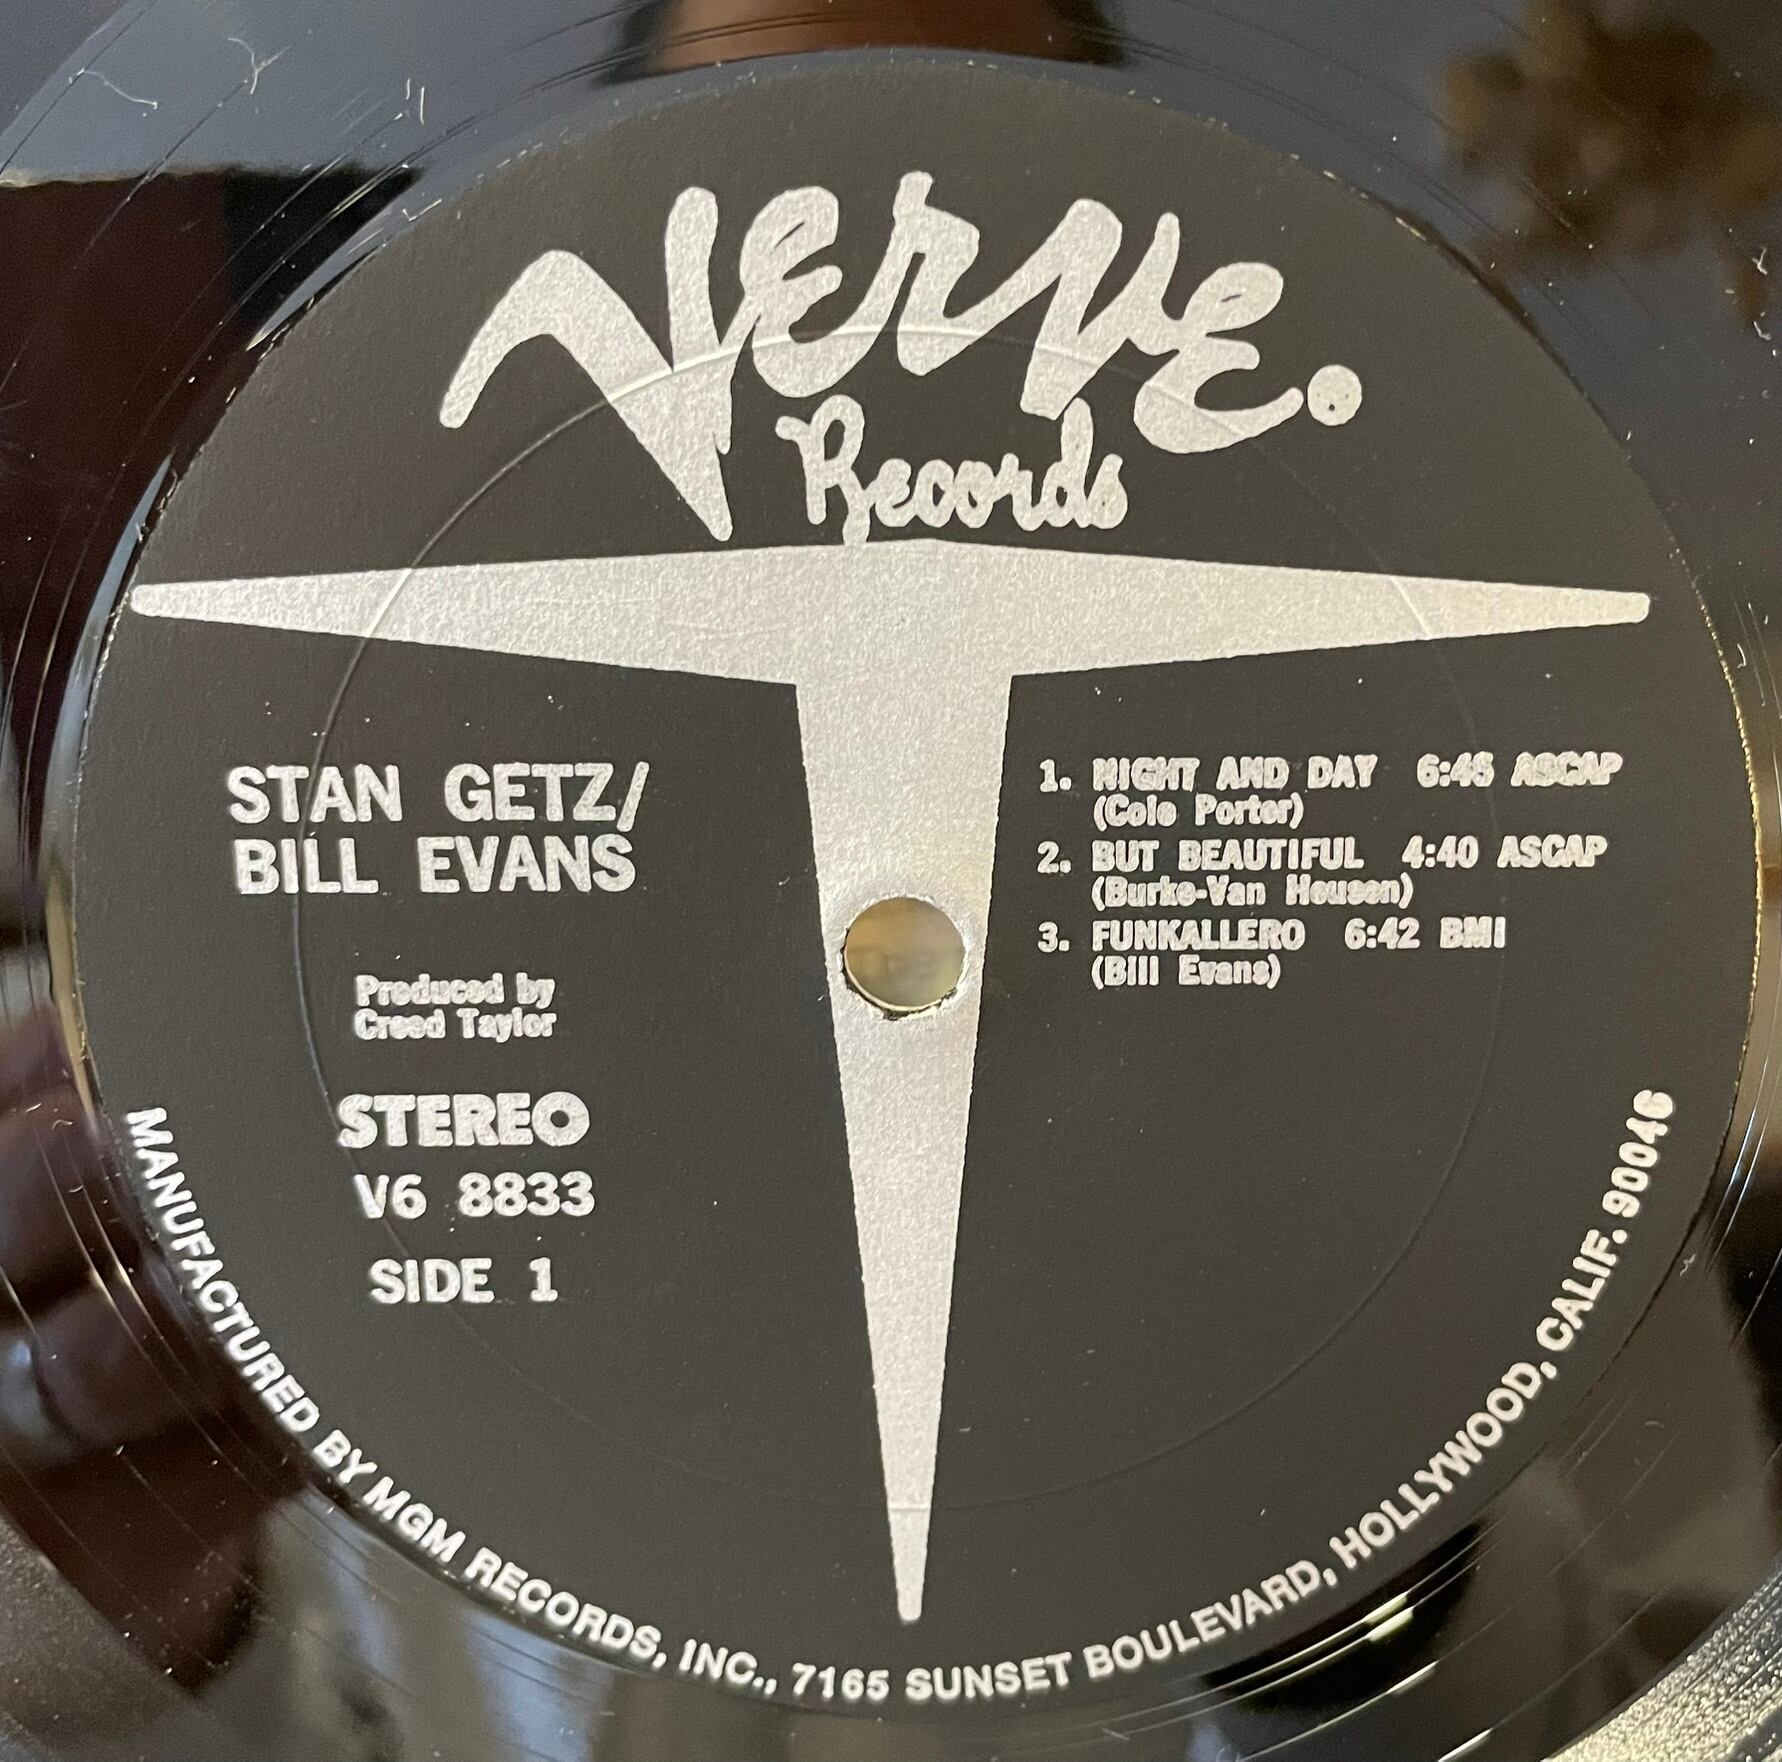 Verve.
Records
STAN GETZ/
BILL EVANS
Produced by
Creed Taylor
STEREO
V6 8833
SIDE 1
1. NIGHT AND DAY 6:45 ASCAP
(Cole Porter)
2. BUT BEAUTIFUL 4:40 ASCAP
(Burke-Van Heusen)
3. FUNKALLERO 6:42 BMI
(Bill Evans)
MANUFACTURED BY MGM RECORDS, INC., 7165 SUNSET BOULEVARD, HOLLYWOOD, CALIF. 90046